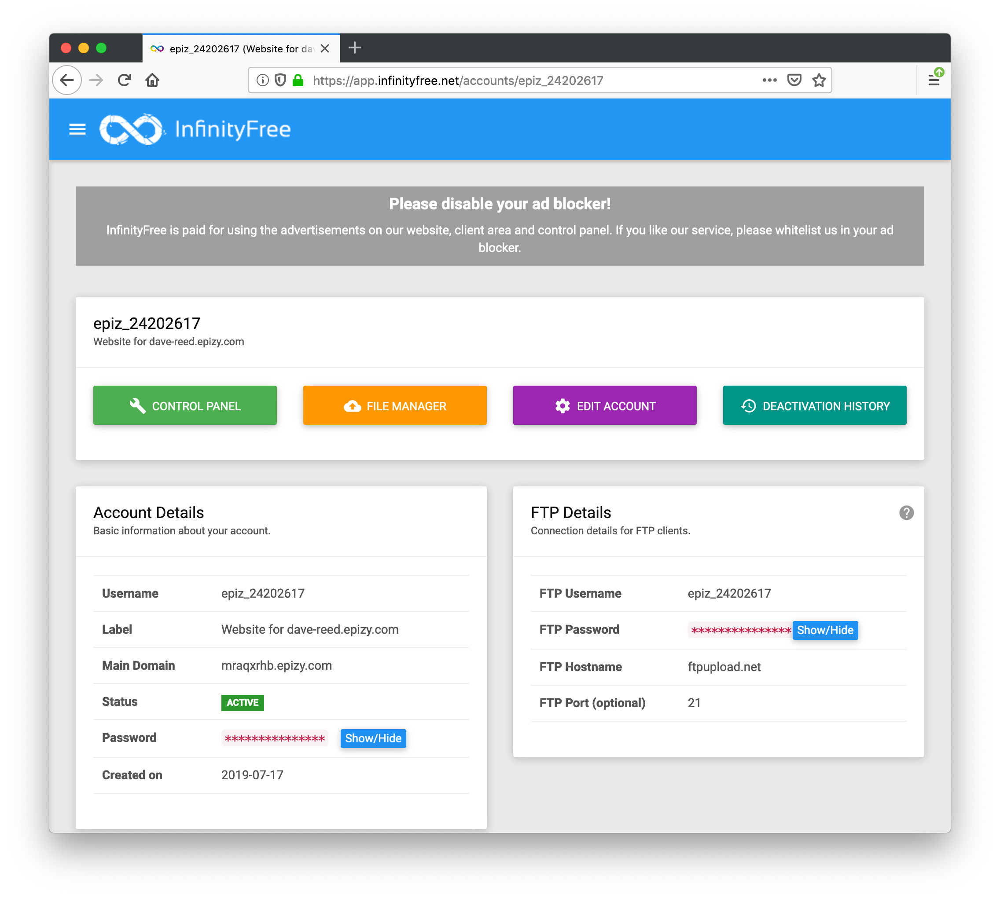 epiz_24202617 (Website for da
https://app.infinityfree.net/accounts/epiz_24202617
InfinityFree
Please disable your ad blocker!
InfinityFree is paid for using the advertisements on our website, client area and control panel. If you like our service, please whitelist us in your ad
blocker.
epiz_24202617
Website for dave-reed.epizy.com
CONTROL PANEL
FILE MANAGER
EDIT ACCOUNT
DEACTIVATION HISTORY
Account Details
Basic information about your account.
Username epiz_24202617
Label Website for dave-reed.epizy.com
Main Domain mraqxrhb.epizy.com
Status ACTIVE
Password *************** Show/Hide
Created on 2019-07-17
FTP Details
?
Connection details for FTP clients.
FTP Username epiz_24202617
FTP Password *************** Show/Hide
FTP Hostname ftpupload.net
FTP Port (optional) 21